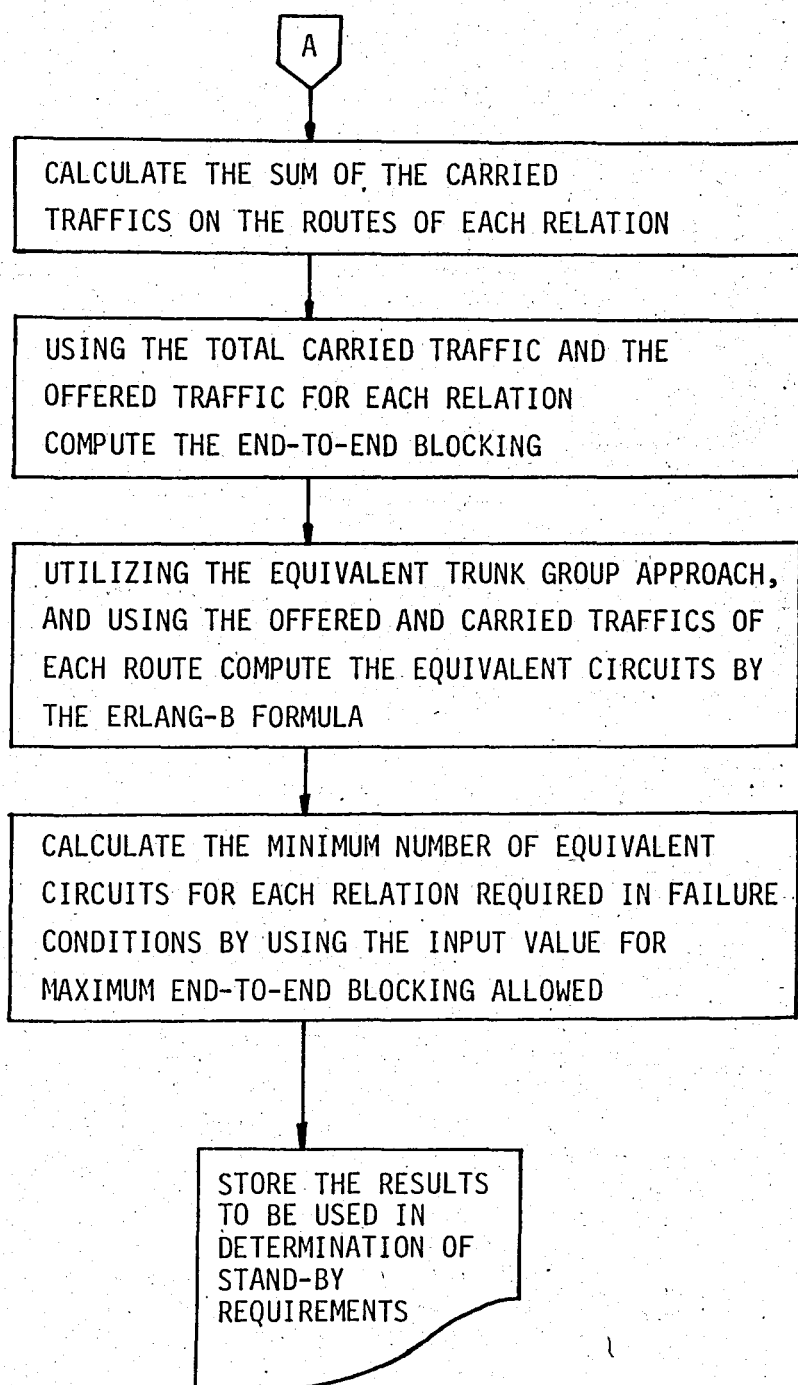 A
CALCULATE THE SUM OF THE CARRIED
TRAFFICS ON THE ROUTES OF EACH RELATION
USING THE TOTAL CARRIED TRAFFIC AND THE
OFFERED TRAFFIC FOR EACH RELATION
COMPUTE THE END-TO-END BLOCKING
UTILIZING THE EQUIVALENT TRUNK GROUP APPROACH,
AND USING THE OFFERED AND CARRIED TRAFFICS OF
EACH ROUTE COMPUTE THE EQUIVALENT CIRCUITS BY
THE ERLANG-B FORMULA
CALCULATE THE MINIMUM NUMBER OF EQUIVALENT
CIRCUITS FOR EACH RELATION REQUIRED IN FAILURE
CONDITIONS BY USING THE INPUT VALUE FOR
MAXIMUM END-TO-END BLOCKING ALLOWED
STORE THE RESULTS
TO BE USED IN
DETERMINATION OF
STAND-BY
REQUIREMENTS